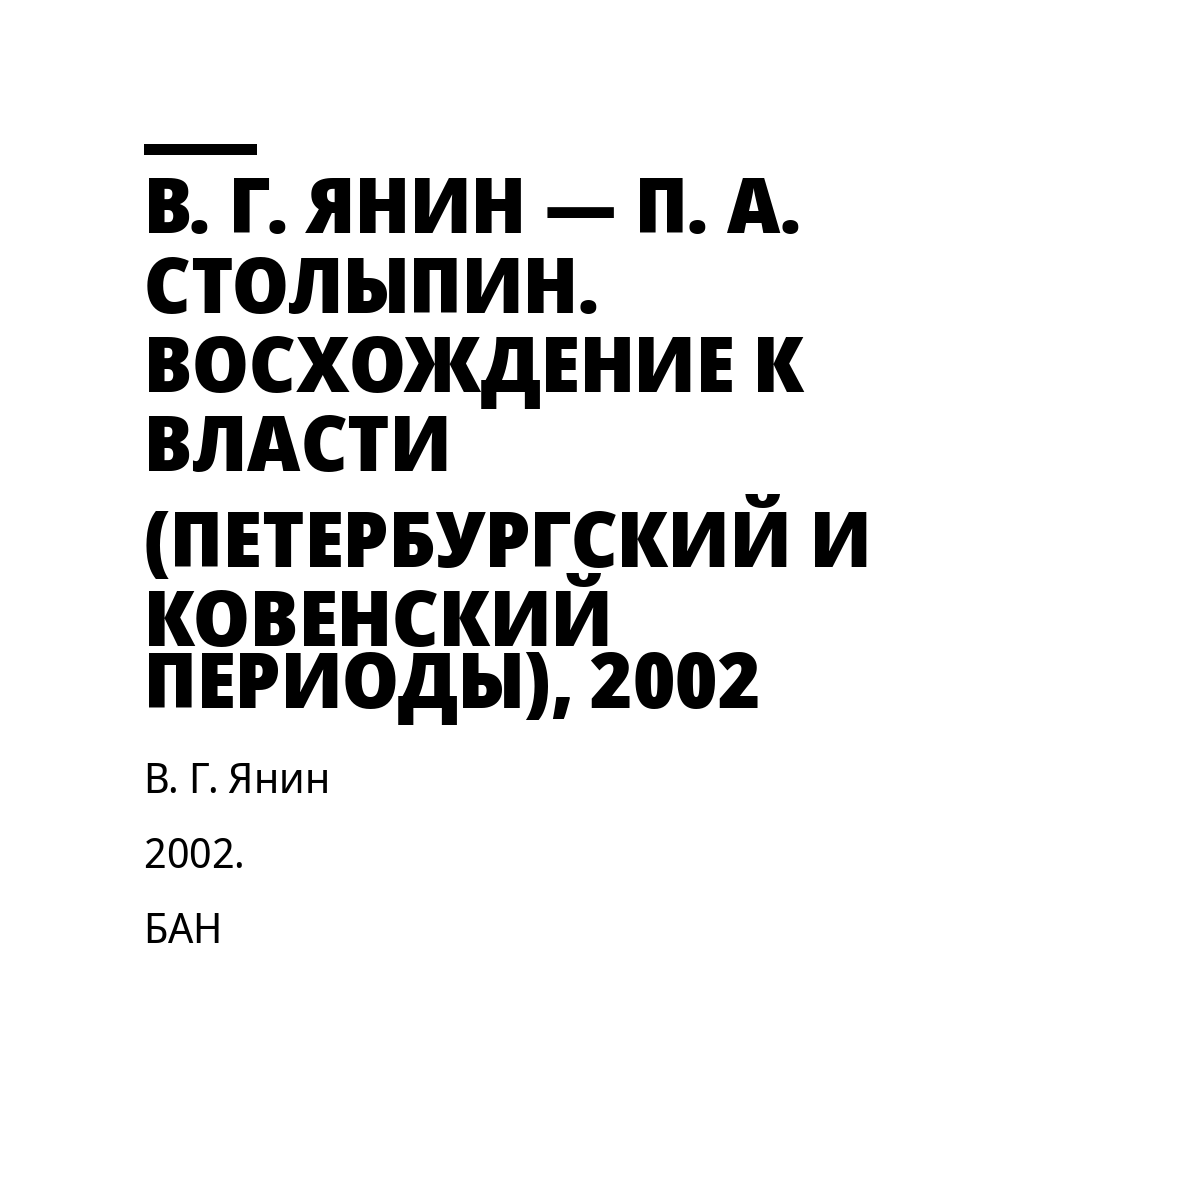 В. Г. ЯНИН — П. А.
СТОЛЫПИН.
ВОСХОЖДЕНИЕ К
ВЛАСТИ
(ПЕТЕРБУРГСКИЙ И
КОВЕНСКИЙ
ПЕРИОДЫ), 2002
В. Г. Янин
2002.
БАН